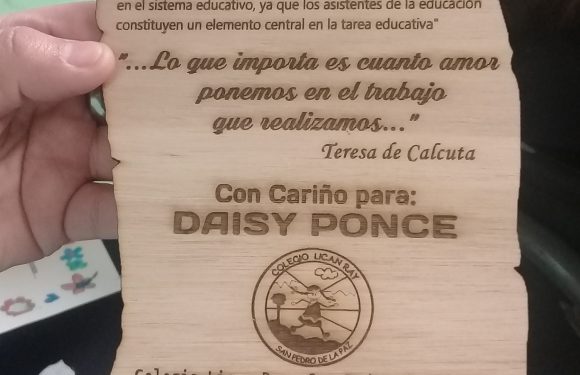 en el sistema educativo, ya que los asistentes de la educación
constituyen un elemento central en la tarea educativa"
"...Lo que importa es cuanto amor
ponemos en el trabajo
que realizamos..."
Teresa de Calcuta
Con Cariño para:
DAISY PONCE
COLEGIO LICAN RAY
SAN PEDRO DE LA PAZ
Colegio